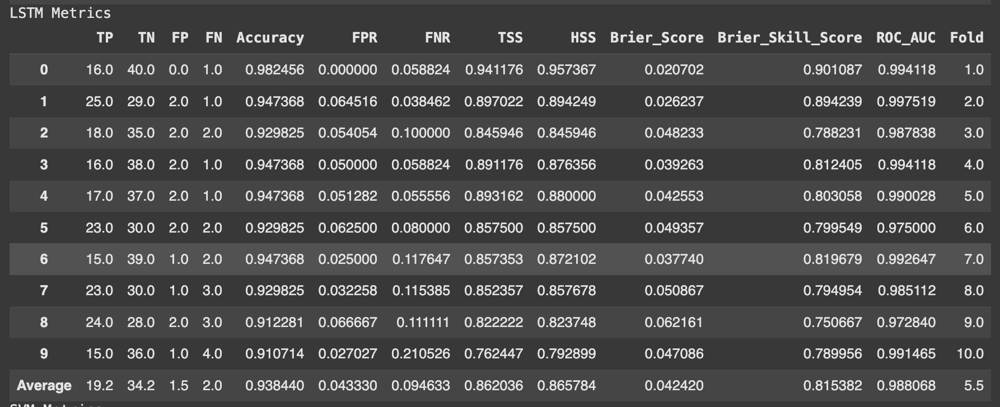 LSTM Metrics
TP TN FP FN Accuracy FPR FNR TSS HSS Brier_Score Brier_Skill_Score ROC_AUC Fold
0 16.0 40.0 0.0 1.0 0.982456 0.000000 0.058824 0.941176 0.957367 0.020702 0.901087 0.994118 1.0
1 25.0 29.0 2.0 1.0 0.947368 0.064516 0.038462 0.897022 0.894249 0.026237 0.894239 0.997519 2.0
2 18.0 35.0 2.0 2.0 0.929825 0.054054 0.100000 0.845946 0.845946 0.048233 0.788231 0.987838 3.0
3 16.0 38.0 2.0 1.0 0.947368 0.050000 0.058824 0.891176 0.876356 0.039263 0.812405 0.994118 4.0
4 17.0 37.0 2.0 1.0 0.947368 0.051282 0.055556 0.893162 0.880000 0.042553 0.803058 0.990028 5.0
5 23.0 30.0 2.0 2.0 0.929825 0.062500 0.080000 0.857500 0.857500 0.049357 0.799549 0.975000 6.0
6 15.0 39.0 1.0 2.0 0.947368 0.025000 0.117647 0.857353 0.872102 0.037740 0.819679 0.992647 7.0
7 23.0 30.0 1.0 3.0 0.929825 0.032258 0.115385 0.852357 0.857678 0.050867 0.794954 0.985112 8.0
8 24.0 28.0 2.0 3.0 0.912281 0.066667 0.111111 0.822222 0.823748 0.062161 0.750667 0.972840 9.0
9 15.0 36.0 1.0 4.0 0.910714 0.027027 0.210526 0.762447 0.792899 0.047086 0.789956 0.991465 10.0
Average 19.2 34.2 1.5 2.0 0.938440 0.043330 0.094633 0.862036 0.865784 0.042420 0.815382 0.988068 5.5